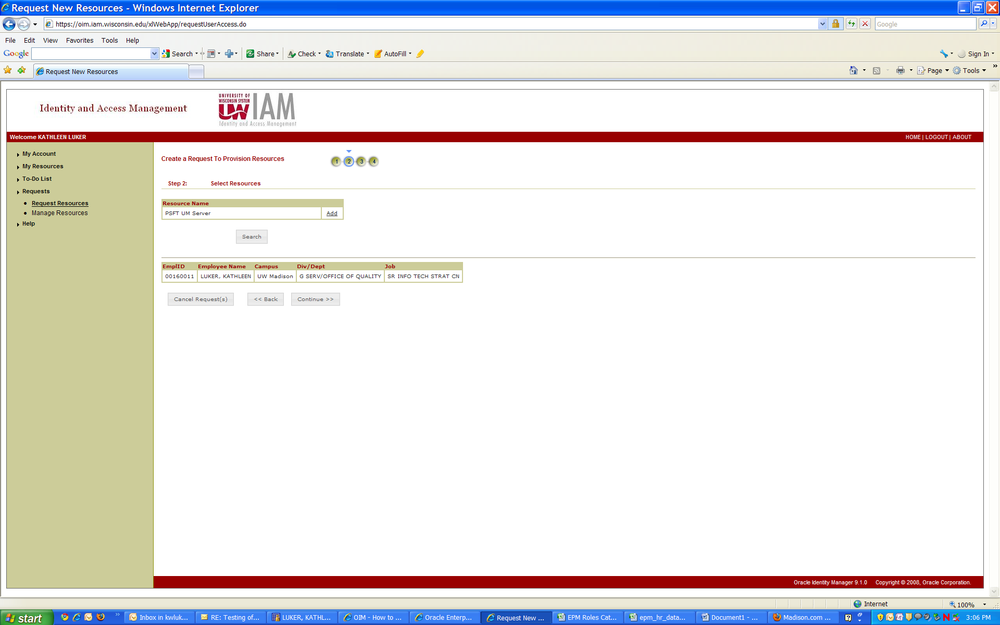 Request New Resources - Windows Internet Explorer
https://oim.iam.wisconsin.edu/xlWebApp/requestUserAccess.do
Google
File Edit View Favorites Tools Help
Google Search Share Check Translate AutoFill Sign In
Request New Resources
Page Tools »
Identity and Access Management
UNIVERSITY OF
WISCONSIN SYSTEM
UW IAM
Identity and Access Management
Welcome KATHLEEN LUKER
HOME | LOGOUT | ABOUT
My Account
My Resources
To-Do List
Requests
Request Resources
Manage Resources
Help
Create a Request To Provision Resources
1 2 3 4
Step 2: Select Resources
Resource Name
PSFT UM Server Add
Search
EmplID Employee Name Campus Div/Dept Job
00160011 LUKER, KATHLEEN UW Madison G SERV/OFFICE OF QUALITY SR INFO TECH STRAT CN
Cancel Request(s) << Back Continue >>
Oracle Identity Manager 9.1.0 Copyright © 2008, Oracle Corporation.
Internet 100%
start » Inbox in kwluk... RE: Testing of... LUKER, KATHL... OIM - How to ... Oracle Enterp... Request New ... EPM Roles Cat... epm_hr_data... Document1 - ... Madison.com ... 3:06 PM